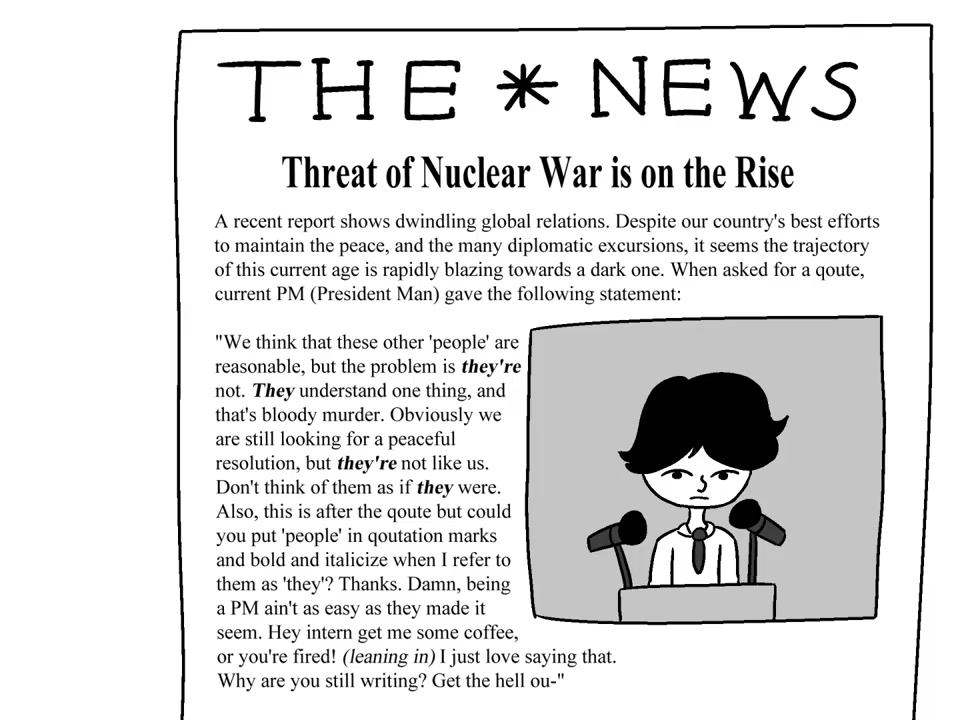 THE * NEWS
Threat of Nuclear War is on the Rise
A recent report shows dwindling global relations. Despite our country's best efforts
to maintain the peace, and the many diplomatic excursions, it seems the trajectory
of this current age is rapidly blazing towards a dark one. When asked for a qoute,
current PM (President Man) gave the following statement:
"We think that these other 'people' are
reasonable, but the problem is they're
not. They understand one thing, and
that's bloody murder. Obviously we
are still looking for a peaceful
resolution, but they're not like us.
Don't think of them as if they were.
Also, this is after the qoute but could
you put 'people' in qoutation marks
and bold and italicize when I refer to
them as 'they'? Thanks. Damn, being
a PM ain't as easy as they made it
seem. Hey intern get me some coffee,
or you're fired! (leaning in) I just love saying that.
Why are you still writing? Get the hell ou-"